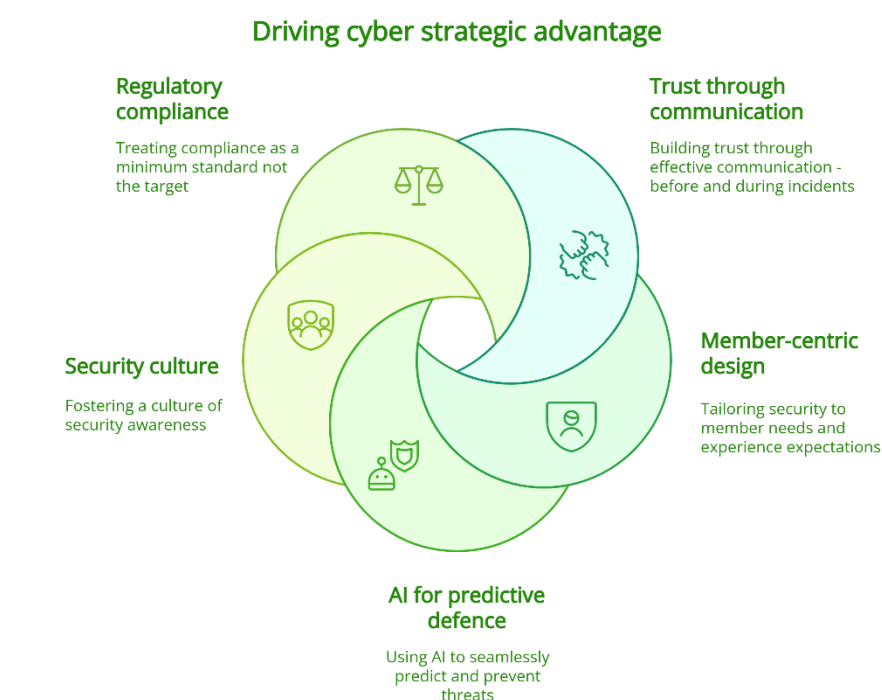 Driving cyber strategic advantage
Regulatory
compliance
Treating compliance as a
minimum standard not
the target
Trust through
communication
Building trust through
effective communication -
before and during incidents
Security culture
Fostering a culture of
security awareness
Member-centric
design
Tailoring security to
member needs and
experience expectations
AI for predictive
defence
Using AI to seamlessly
predict and prevent
threats